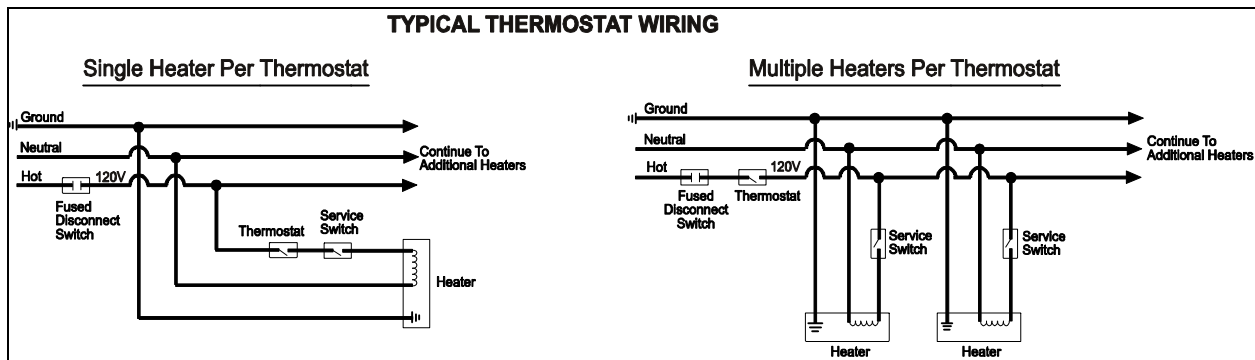 TYPICAL THERMOSTAT WIRING
Single Heater Per Thermostat
Ground
Neutral
Hot
120V
Continue To
Additional Heaters
Fused
Disconnect
Switch
Thermostat
Service
Switch
Heater
Multiple Heaters Per Thermostat
Ground
Neutral
Hot
120V
Continue To
Additional Heaters
Fused
Disconnect
Switch
Thermostat
Service
Switch
Service
Switch
Heater
Heater